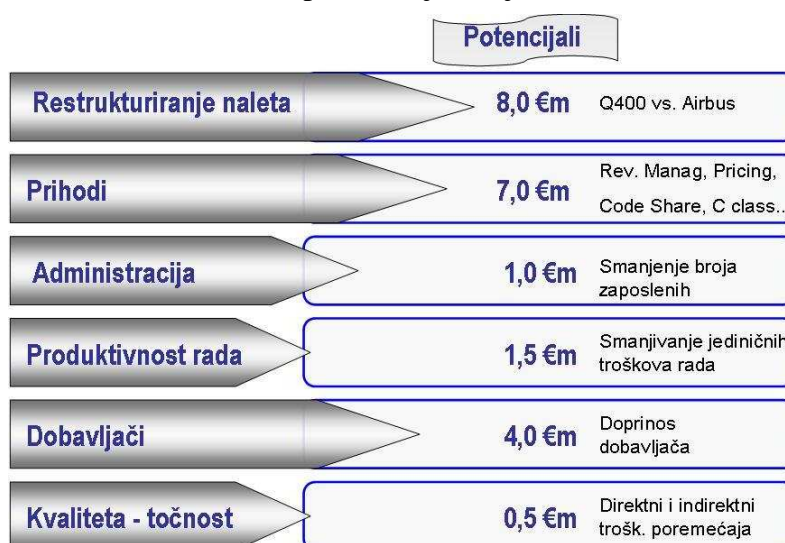 Potencijali
Restrukturiranje naleta 8,0 €m Q400 vs. Airbus
Prihodi 7,0 €m Rev. Manag, Pricing,
Code Share, C class..
Administracija 1,0 €m Smanjenje broja
zaposlenih
Produktivnost rada 1,5 €m Smanjivanje jediničnih
troškova rada
Dobavljači 4,0 €m Doprinos
dobavljača
Kvaliteta - točnost 0,5 €m Direktni i indirektni
trošk. poremećaja